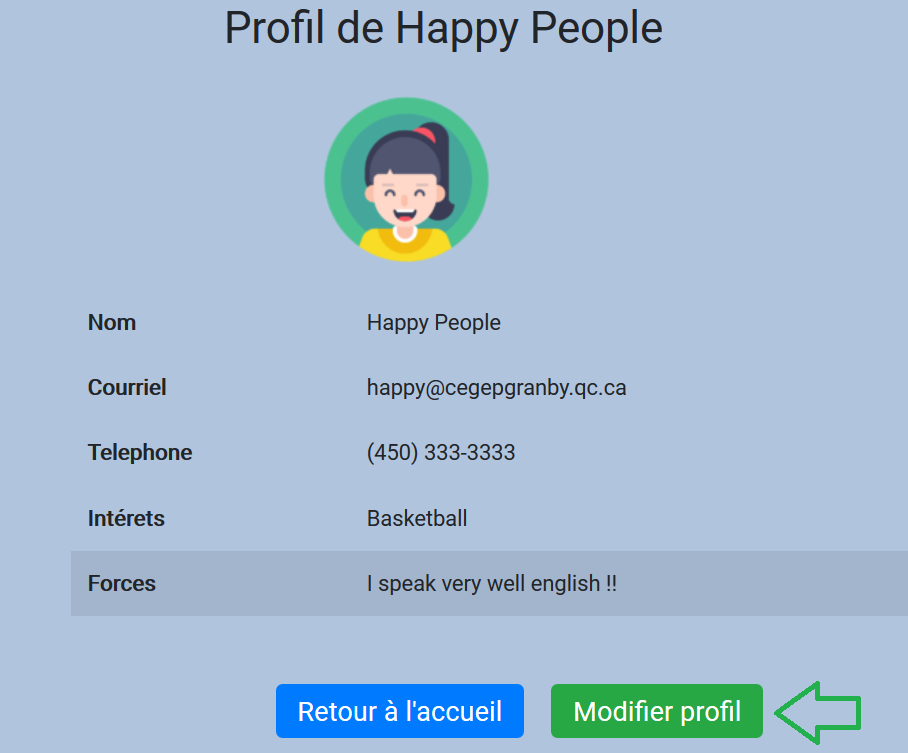 Profil de Happy People
Nom Happy People
Courriel happy@cegepgranby.qc.ca
Telephone (450) 333-3333
Intérets Basketball
Forces I speak very well english !!
Retour à l'accueil Modifier profil